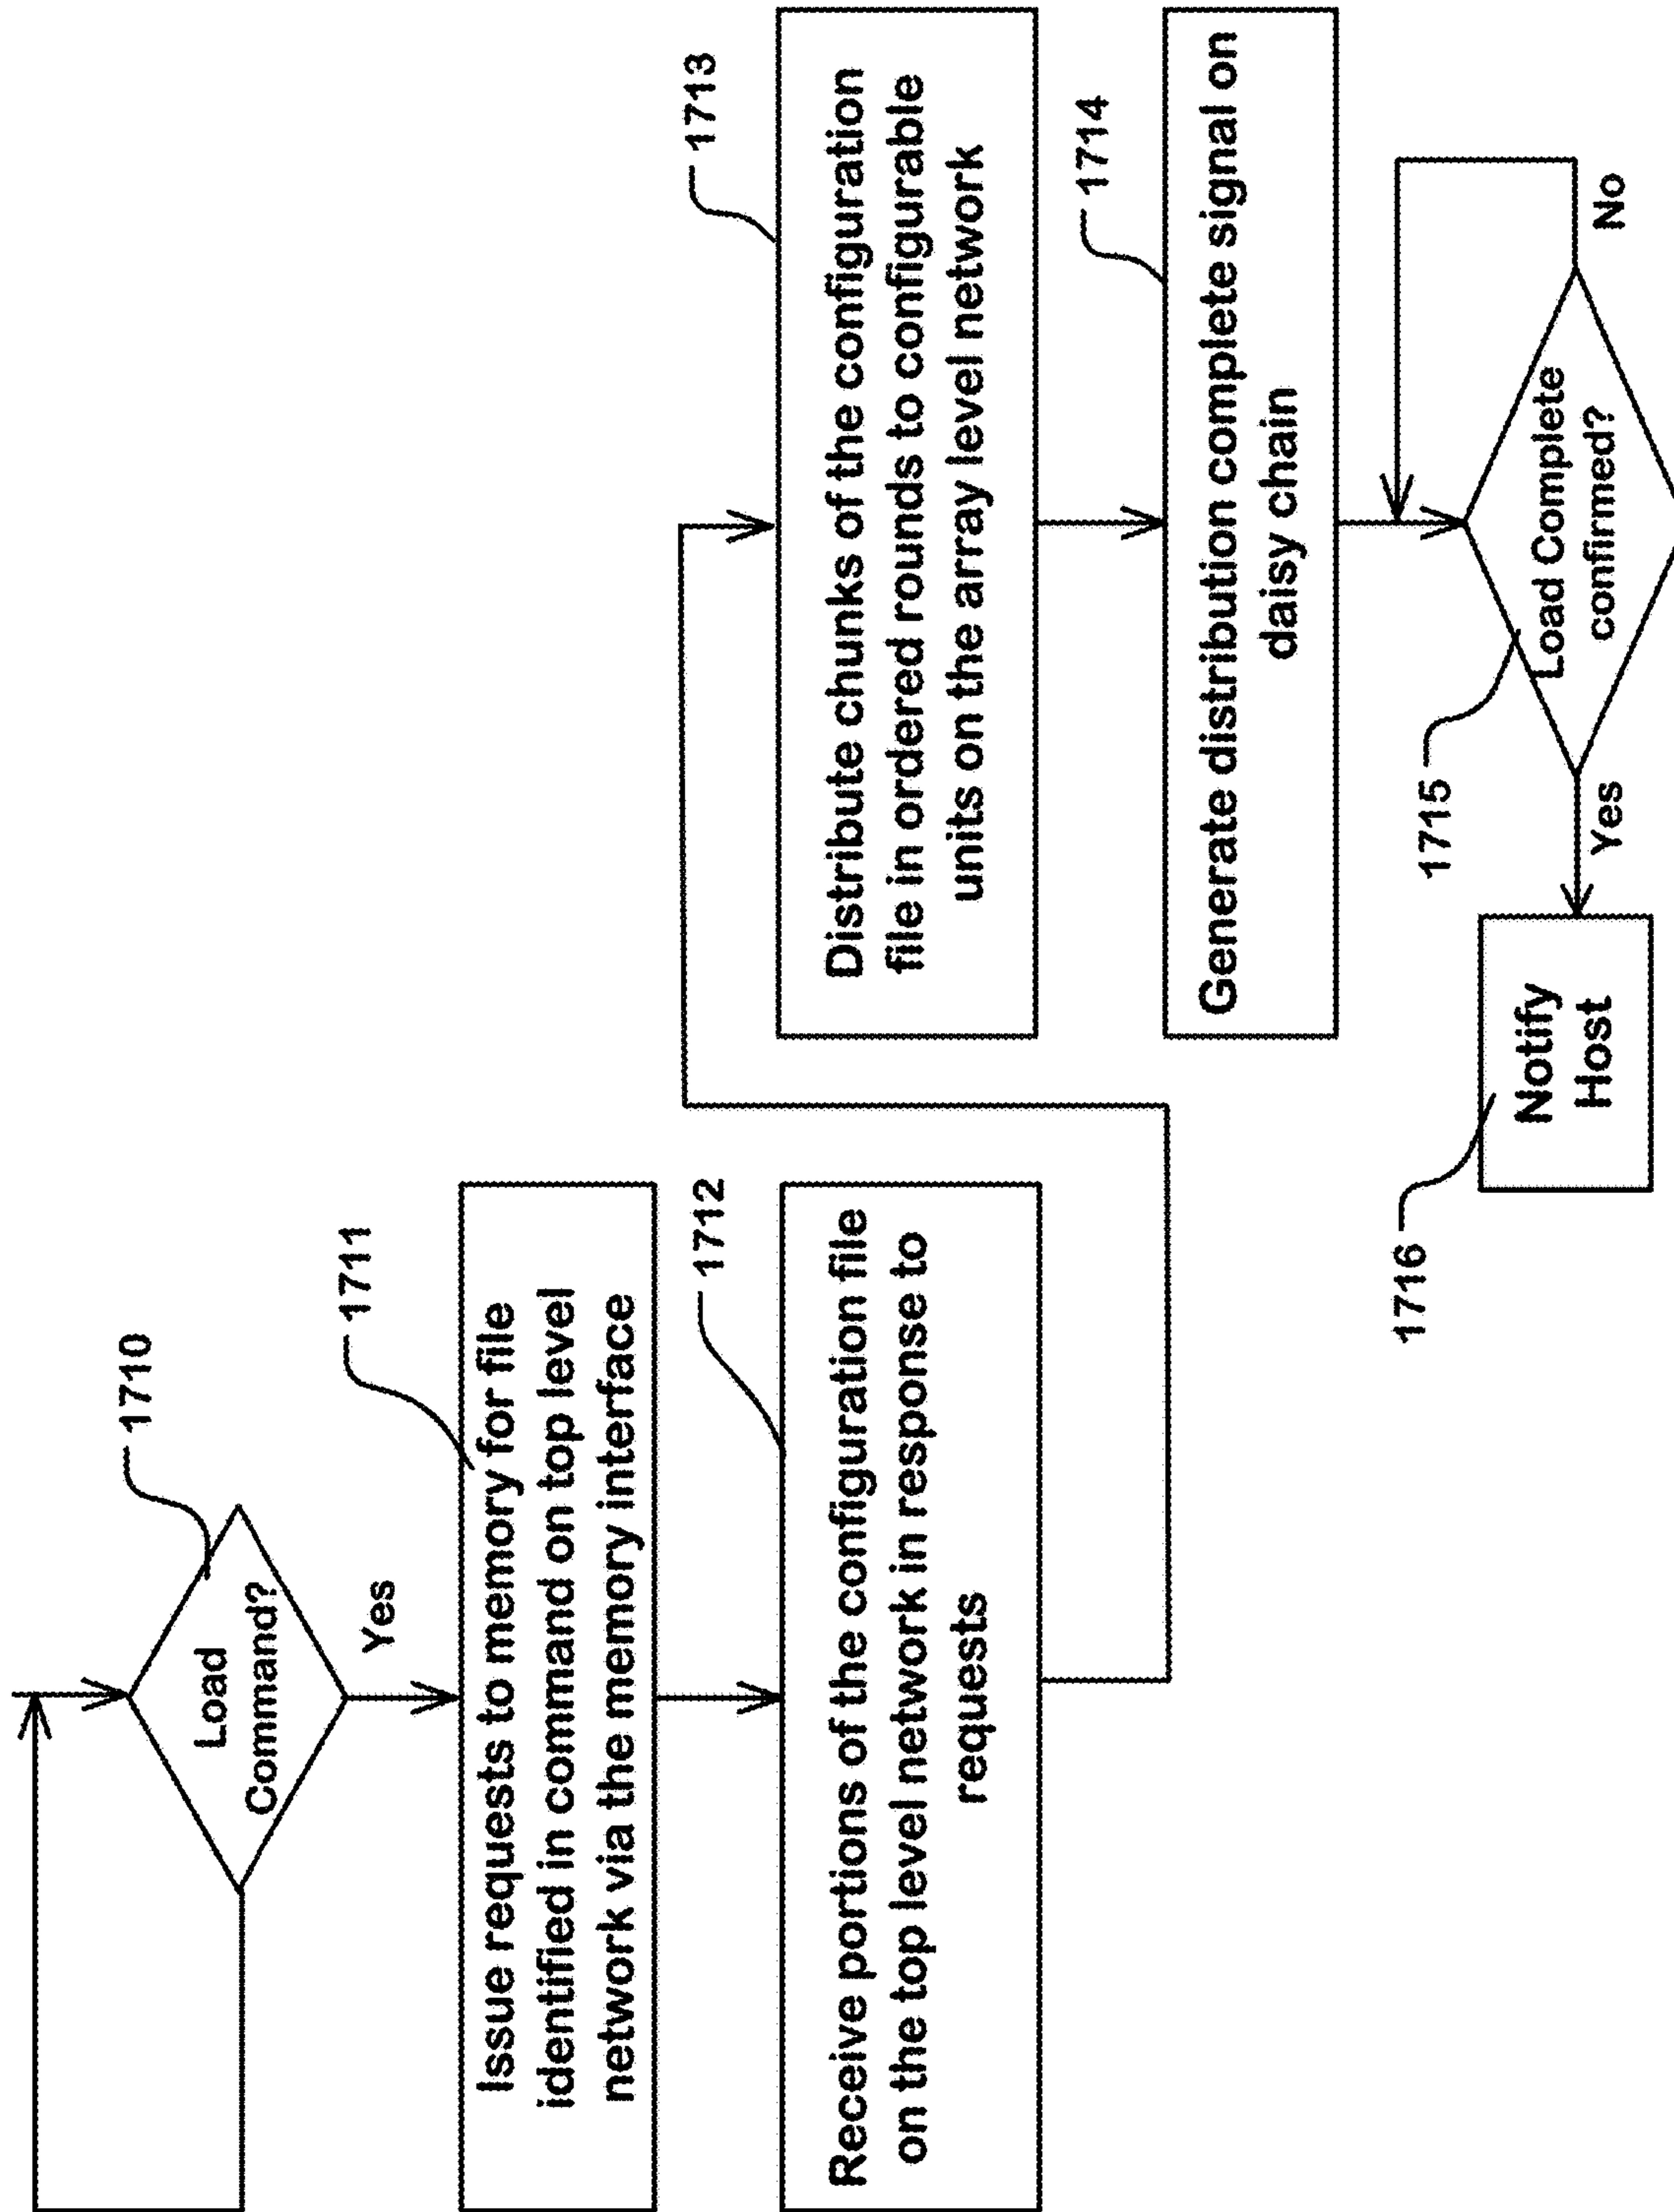 1710
Load
Command?
Yes
1711
Issue requests to memory for file
identified in command on top level
network via the memory interface
1712
Receive portions of the configuration file
on the top level network in response to
requests
1713
Distribute chunks of the configuration
file in ordered rounds to configurable
units on the array level network
1714
Generate distribution complete signal on
daisy chain
1715
Load Complete
confirmed?
No
Yes
1716
Notify
Host